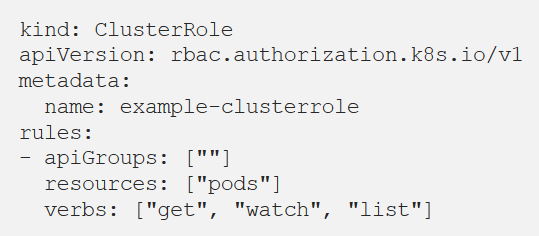 kind: ClusterRole
apiVersion: rbac.authorization.k8s.io/v1
metadata:
  name: example-clusterrole
rules:
- apiGroups: [""]
  resources: ["pods"]
  verbs: ["get", "watch", "list"]